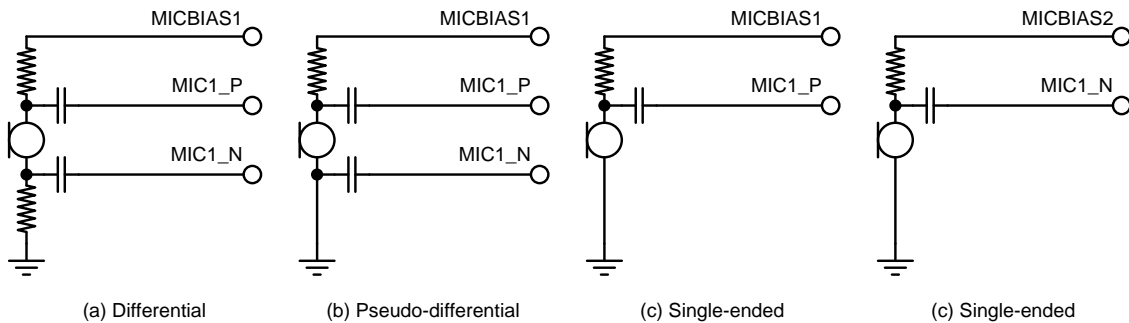 MICBIAS1
MIC1_P
MIC1_N
(a) Differential
MICBIAS1
MIC1_P
MIC1_N
(b) Pseudo-differential
MICBIAS1
MIC1_P
(c) Single-ended
MICBIAS2
MIC1_N
(c) Single-ended